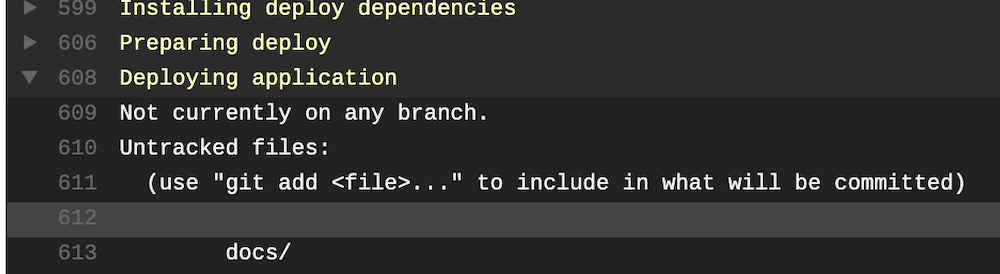 599 Installing deploy dependencies
606 Preparing deploy
608 Deploying application
609 Not currently on any branch.
610 Untracked files:
611 (use "git add <file>..." to include in what will be committed)
612
613 docs/